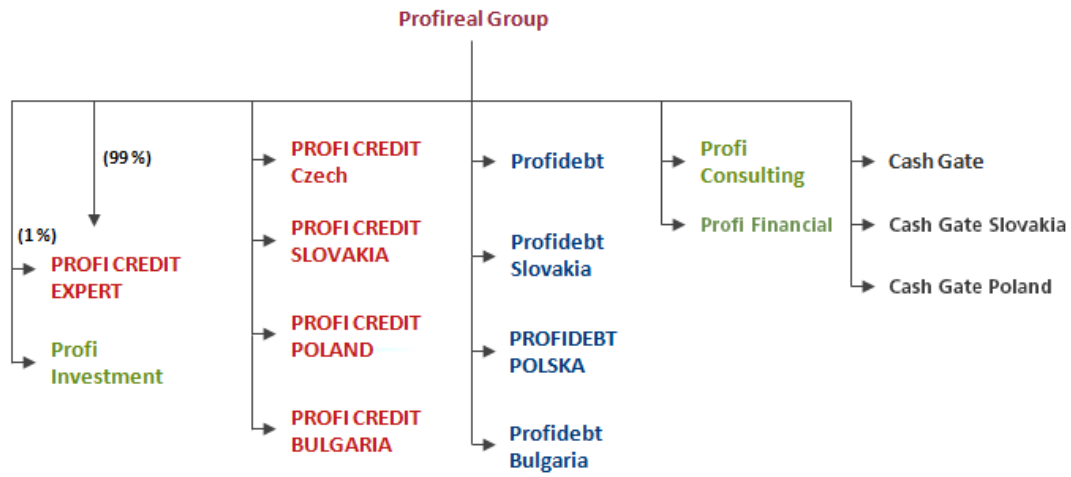 Profireal Group
(99%)
(1%)
PROFI CREDIT
EXPERT
Profi
Investment
PROFI CREDIT
Czech
PROFI CREDIT
SLOVAKIA
PROFI CREDIT
POLAND
PROFI CREDIT
BULGARIA
Profidebt
Profidebt
Slovakia
PROFIDEBT
POLSKA
Profidebt
Bulgaria
Profi
Consulting
Profi Financial
Cash Gate
Cash Gate Slovakia
Cash Gate Poland